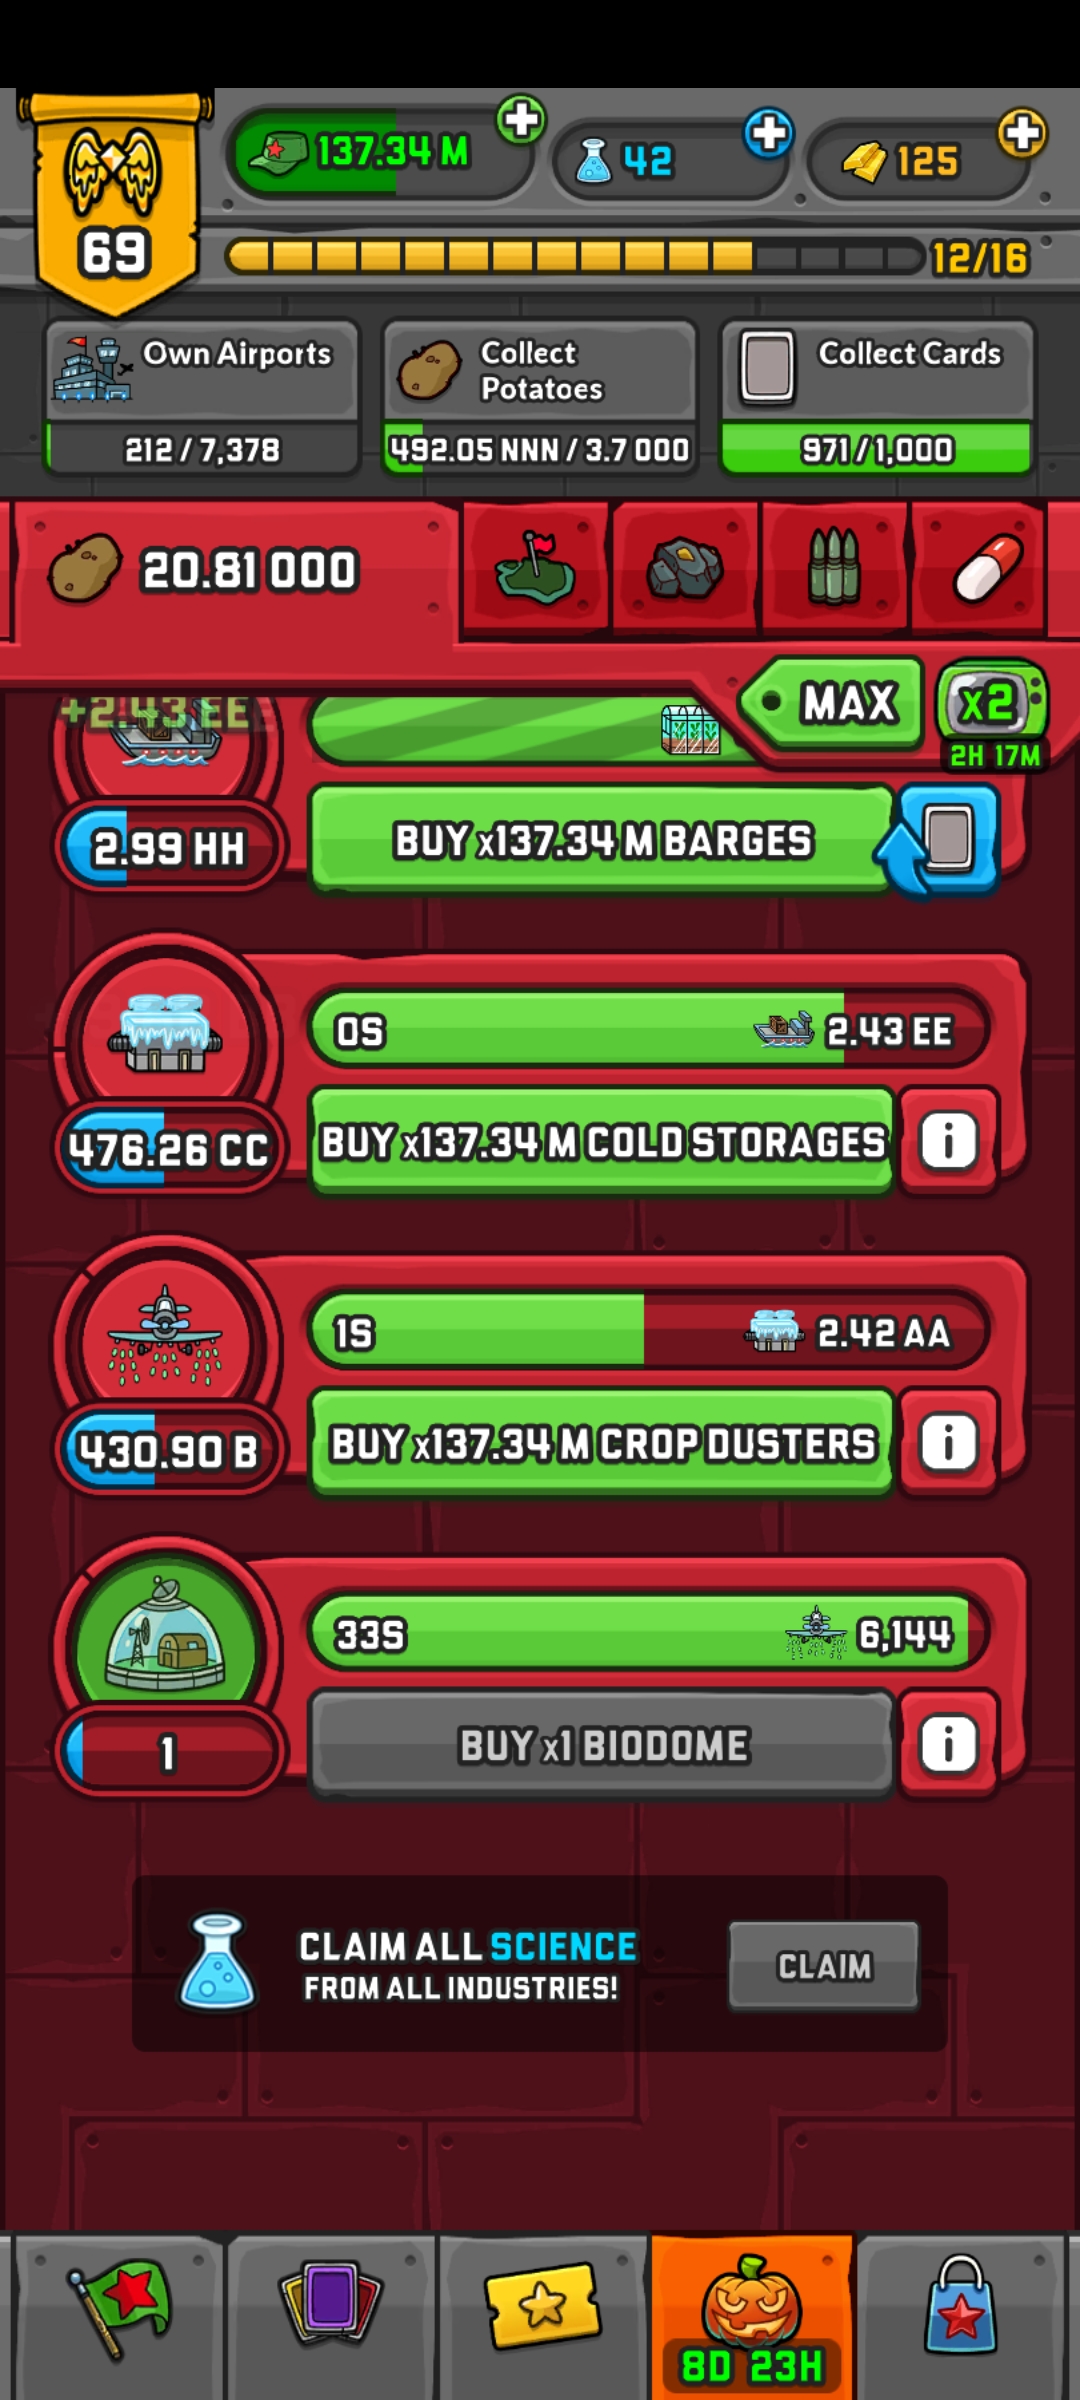 69
137.34 M
42
125
12/16
Own Airports
212 / 7,378
Collect
Potatoes
492.05 NNN / 3.7 OOO
Collect Cards
971 / 1,000
20.81 OOO
MAX
x2
2H 17M
+2.43 EE
2.99 HH
BUY x137.34 M BARGES
0S
2.43 EE
476.26 CC
BUY x137.34 M COLD STORAGES
i
1S
2.42 AA
430.90 B
BUY x137.34 M CROP DUSTERS
i
33S
6,144
1
BUY x1 BIODOME
i
CLAIM ALL SCIENCE
FROM ALL INDUSTRIES!
CLAIM
8D 23H